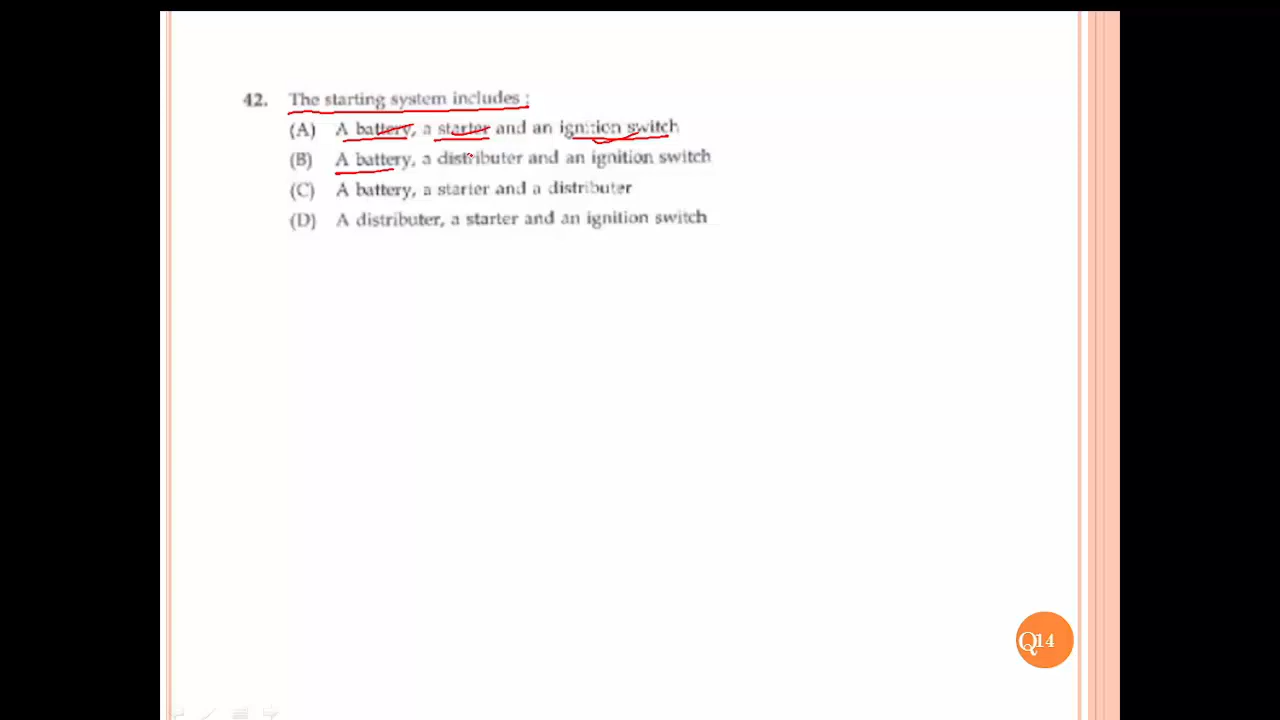 42. The starting system includes :
(A) A battery, a starter and an ignition switch
(B) A battery, a distributer and an ignition switch
(C) A battery, a starter and a distributer
(D) A distributer, a starter and an ignition switch
Q14